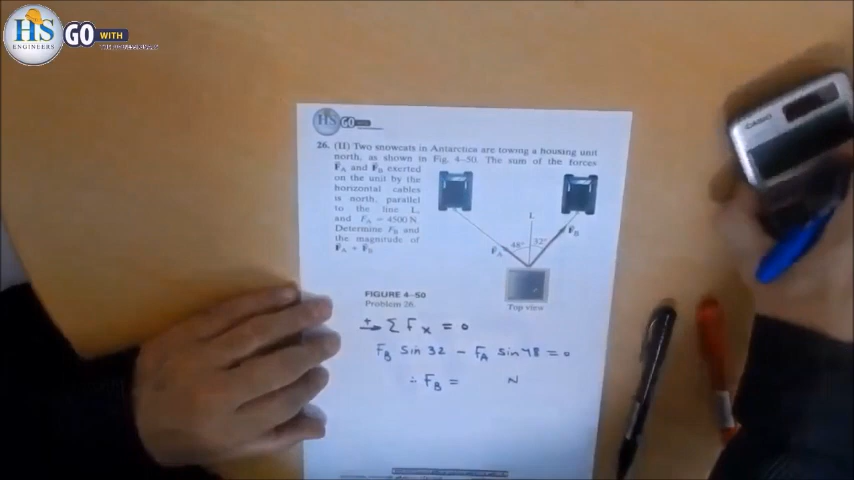 HS
ENGINEERS
GO WITH
HS GO
26. (II) Two snowcats in Antarctica are towing a housing unit
north, as shown in Fig. 4–50. The sum of the forces
F_A and F_B exerted
on the unit by the
horizontal cables
is north, parallel
to the line L,
and F_A = 4500 N.
Determine F_B and
the magnitude of
F_A + F_B.
L
48°
32°
F_A
F_B
Top view
FIGURE 4–50
Problem 26.
+→ Σ F x = 0
F_B sin 32 − F_A sin 48 = 0
∴ F_B = N
CASIO